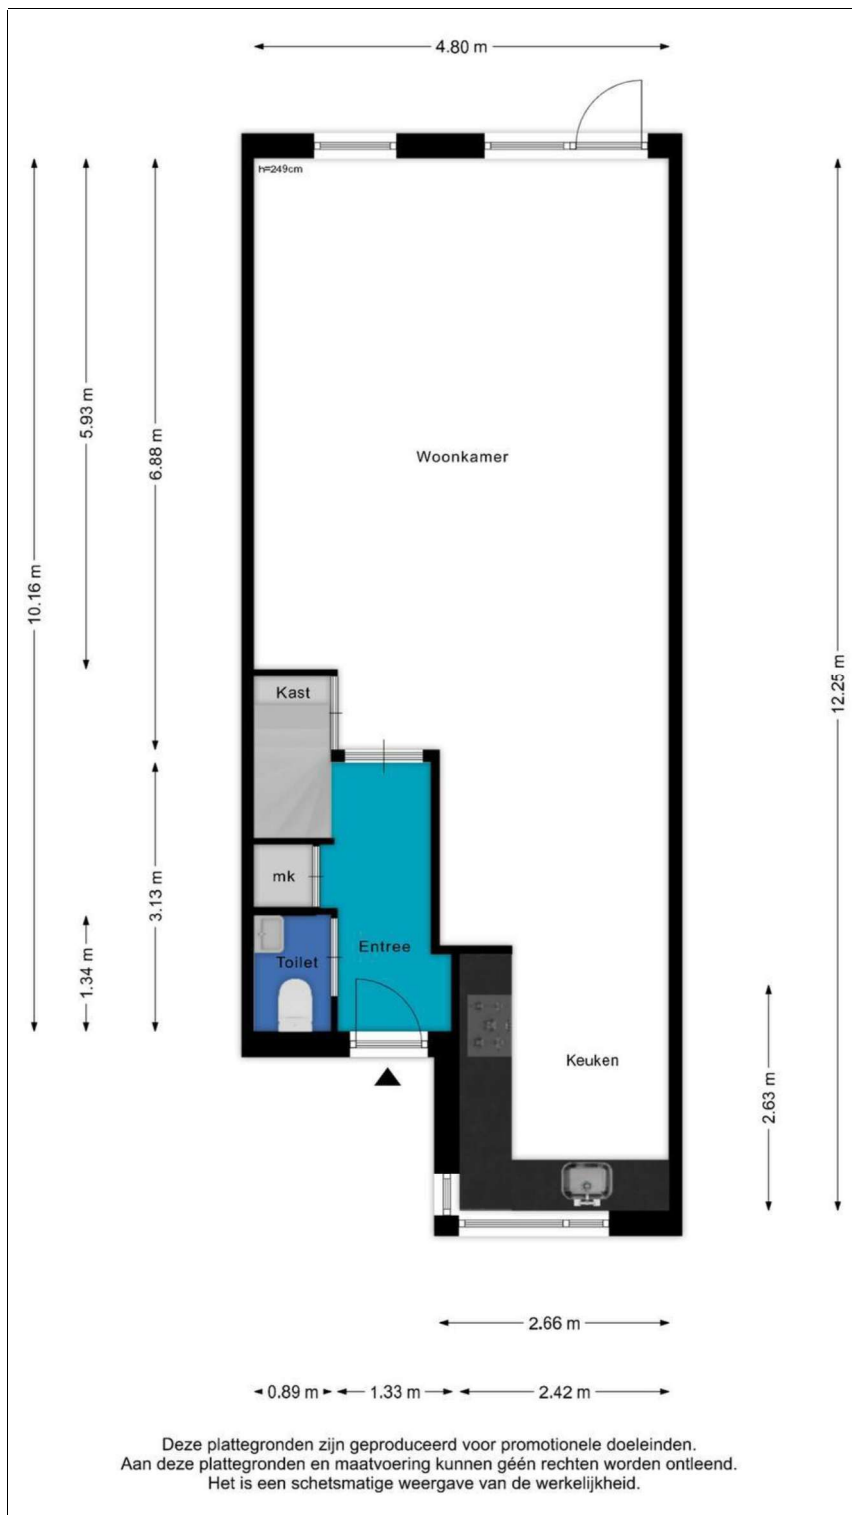 4.80 m
h=249cm
5.93 m
6.88 m
Woonkamer
10.16 m
12.25 m
Kast
mk
3.13 m
Entree
1.34 m
Toilet
Keuken
2.63 m
2.66 m
0.89 m
1.33 m
2.42 m
Deze plattegronden zijn geproduceerd voor promotionele doeleinden.
Aan deze plattegronden en maatvoering kunnen géén rechten worden ontleend.
Het is een schetsmatige weergave van de werkelijkheid.